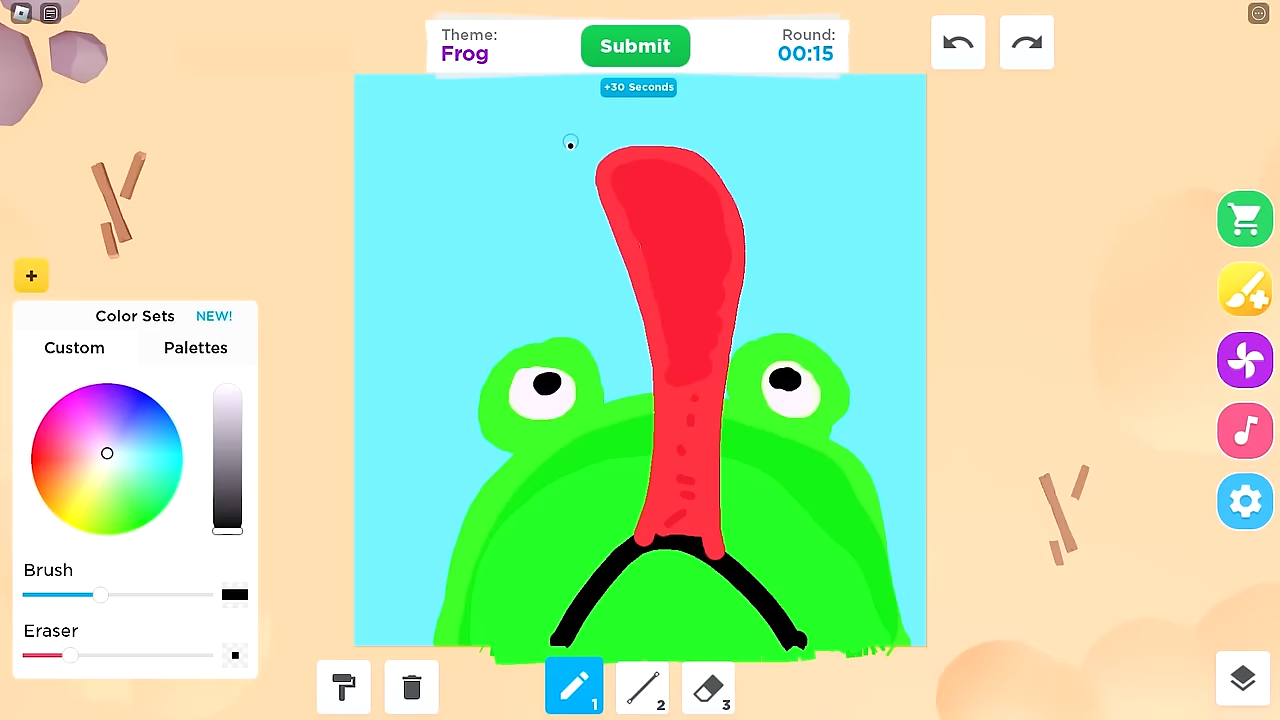 Theme:
Frog
Submit
Round:
00:15
+30 Seconds
+
Color Sets NEW!
Custom Palettes
Brush
Eraser
1
2
3